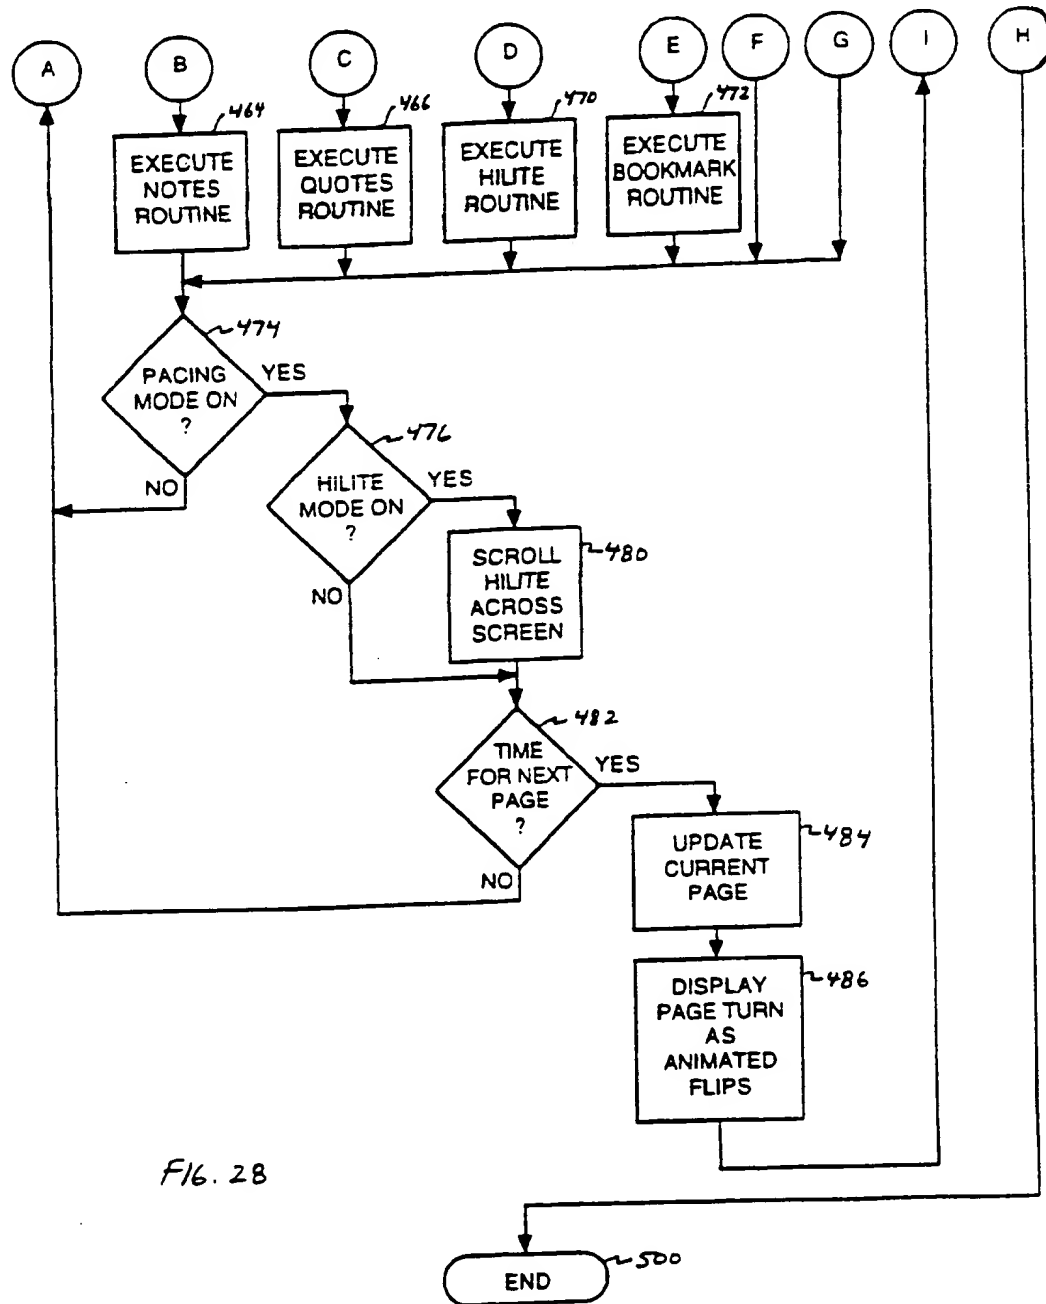 A
B
C
D
E
F
G
I
H
464
466
470
472
EXECUTE
NOTES
ROUTINE
EXECUTE
QUOTES
ROUTINE
EXECUTE
HILITE
ROUTINE
EXECUTE
BOOKMARK
ROUTINE
474
PACING
MODE ON
?
YES
NO
476
HILITE
MODE ON
?
YES
NO
480
SCROLL
HILITE
ACROSS
SCREEN
482
TIME
FOR NEXT
PAGE
?
YES
NO
484
UPDATE
CURRENT
PAGE
486
DISPLAY
PAGE TURN
AS
ANIMATED
FLIPS
FIG. 28
500
END